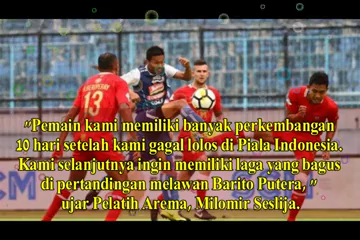 "Pemain kami memiliki banyak perkembangan
10 hari setelah kami gagal lolos di Piala Indonesia.
Kami selanjutnya ingin memiliki laga yang bagus
di pertandingan melawan Barito Putera, "
ujar Pelatih Arema, Milomir Seslija.
13